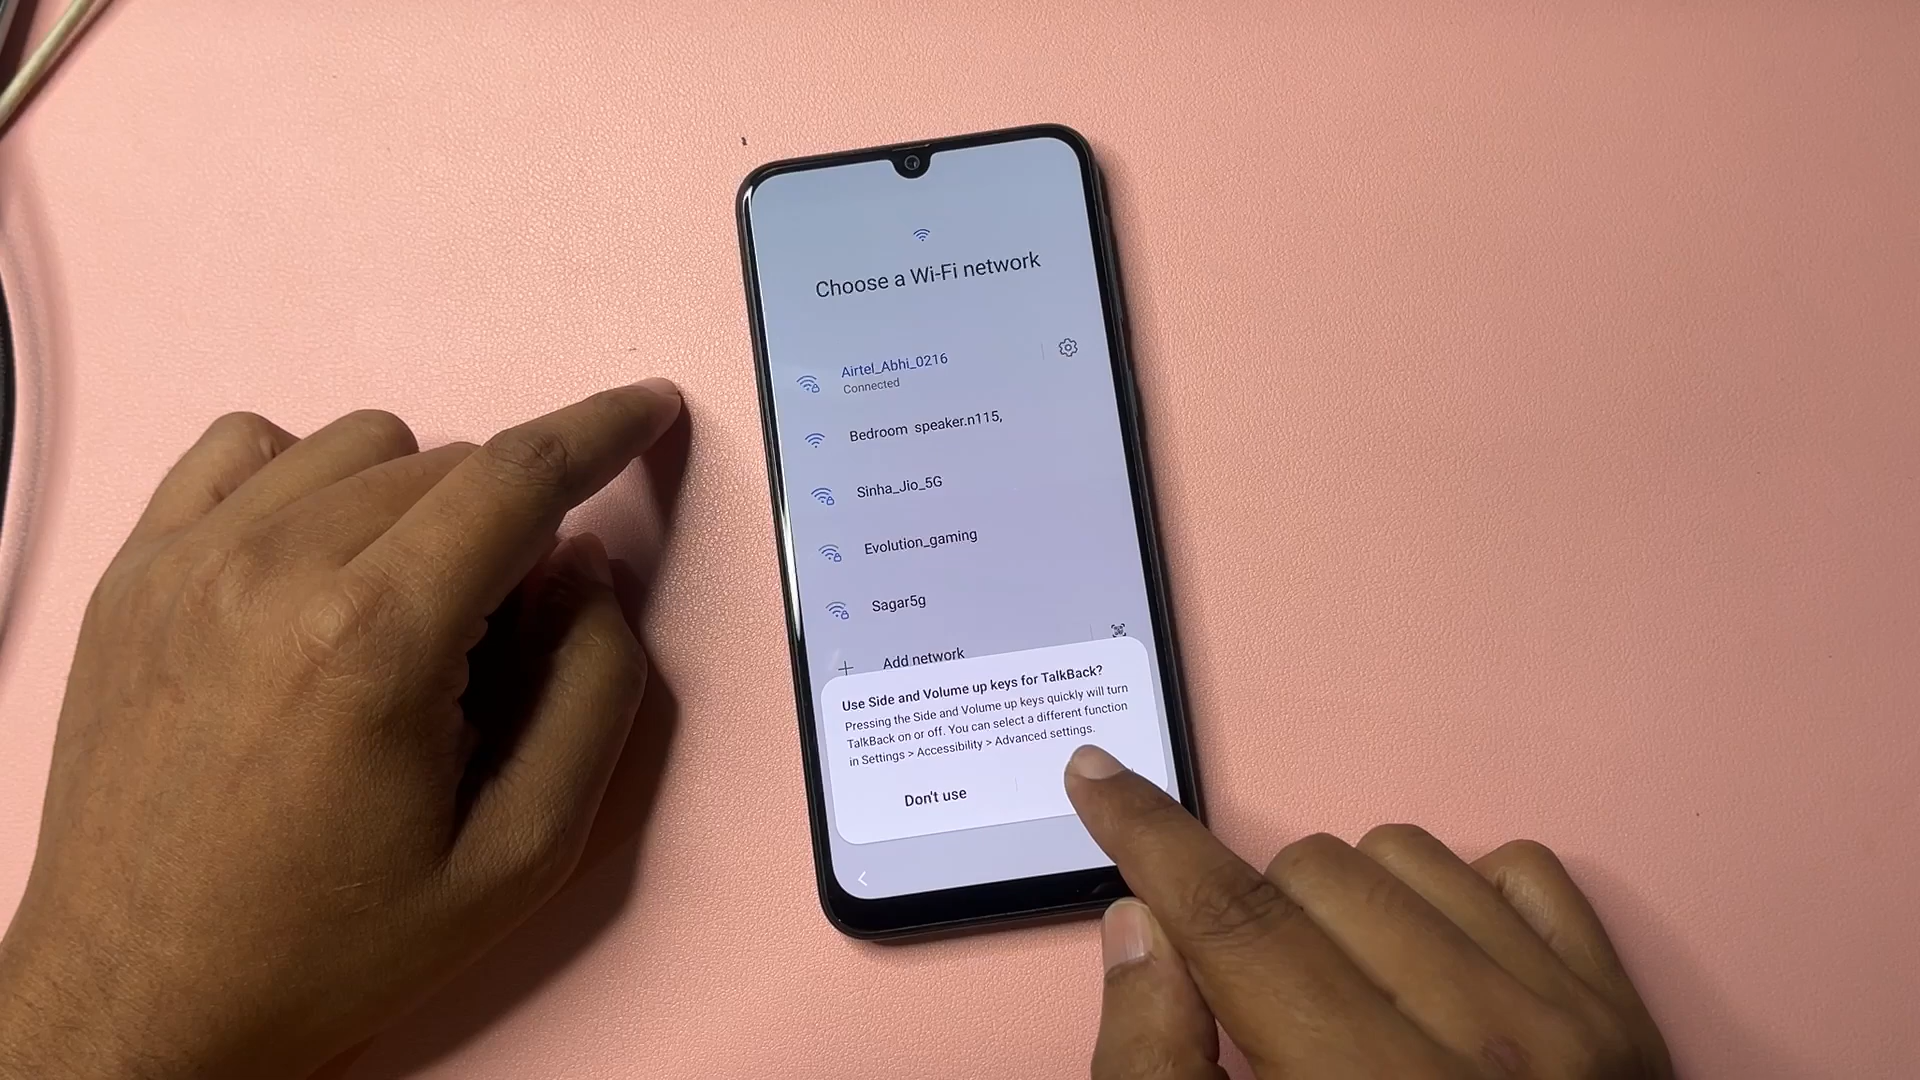 Choose a Wi-Fi network
Airtel_Abhi_0216
Connected
Bedroom speaker.n115,
Sinha_Jio_5G
Evolution_gaming
Sagar5g
Add network
Use Side and Volume up keys for TalkBack?
Pressing the Side and Volume up keys quickly will turn
TalkBack on or off. You can select a different function
in Settings > Accessibility > Advanced settings.
Don't use